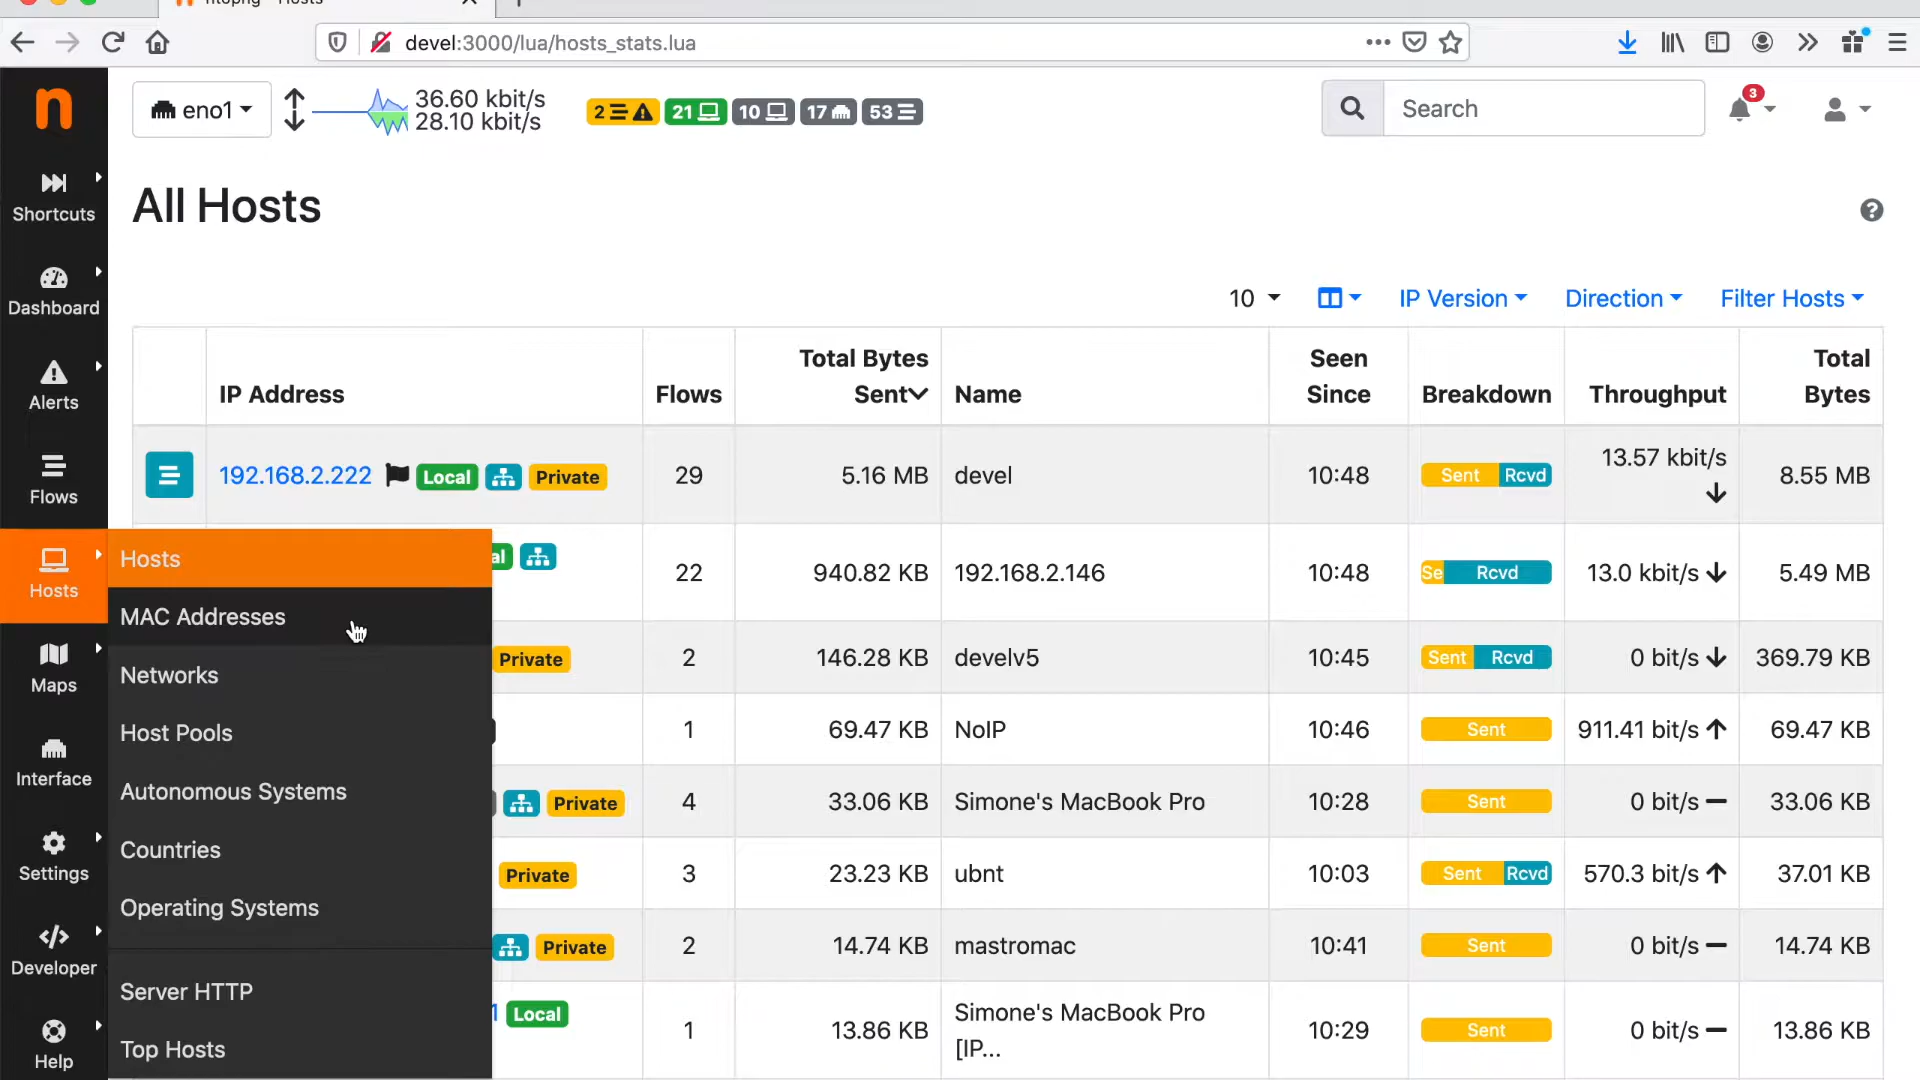 ntopng - Hosts
devel:3000/lua/hosts_stats.lua
n
eno1
36.60 kbit/s
28.10 kbit/s
2
21
10
17
53
Search
3
Shortcuts
Dashboard
Alerts
Flows
Hosts
Maps
Interface
Settings
Developer
Help
All Hosts
10
IP Version
Direction
Filter Hosts
IP Address
Flows
Total Bytes
Sent
Name
Seen
Since
Breakdown
Throughput
Total
Bytes
192.168.2.222 Local Private
29
5.16 MB
devel
10:48
Sent Rcvd
13.57 kbit/s
8.55 MB
22
940.82 KB
192.168.2.146
10:48
Se Rcvd
13.0 kbit/s
5.49 MB
Private
2
146.28 KB
develv5
10:45
Sent Rcvd
0 bit/s
369.79 KB
1
69.47 KB
NoIP
10:46
Sent
911.41 bit/s
69.47 KB
Private
4
33.06 KB
Simone's MacBook Pro
10:28
Sent
0 bit/s
33.06 KB
Private
3
23.23 KB
ubnt
10:03
Sent Rcvd
570.3 bit/s
37.01 KB
Private
2
14.74 KB
mastromac
10:41
Sent
0 bit/s
14.74 KB
1 Local
1
13.86 KB
Simone's MacBook Pro
[IP...
10:29
Sent
0 bit/s
13.86 KB
Hosts
MAC Addresses
Networks
Host Pools
Autonomous Systems
Countries
Operating Systems
Server HTTP
Top Hosts